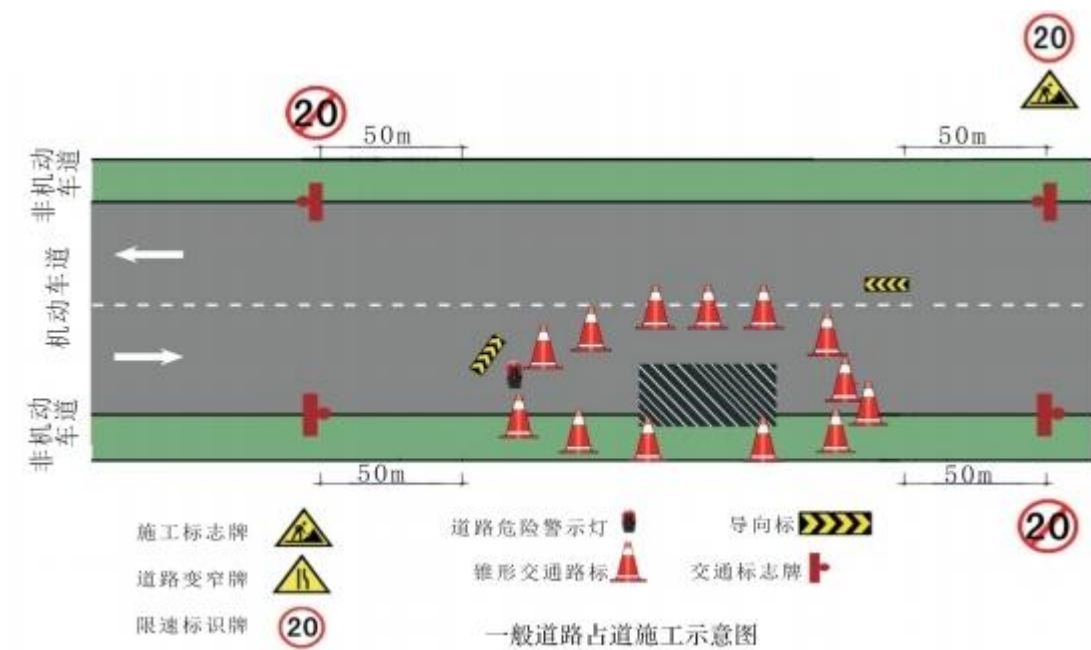 20
20
50m
50m
非机动
车道
机动车道
非机动
车道
50m
50m
20
施工标志牌
道路危险警示灯
导向标
道路变窄牌
锥形交通路标
交通标志牌
限速标识牌
20
一般道路占道施工示意图